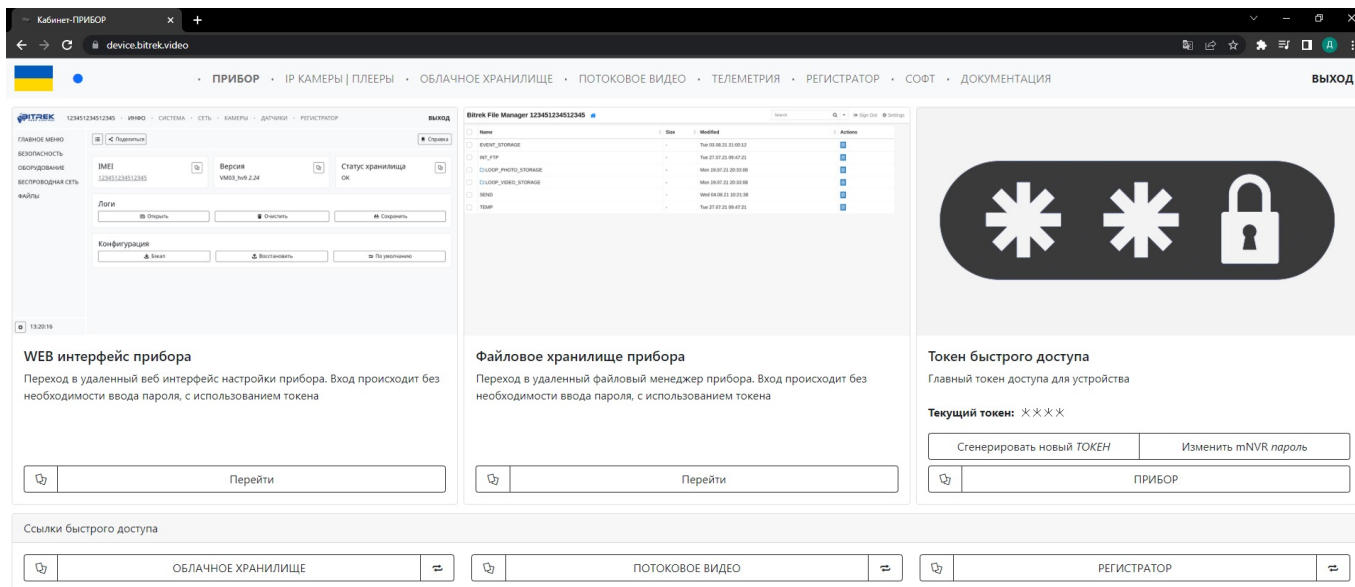 Кабинет-ПРИБОР
device.bitrek.video
· ПРИБОР · IP КАМЕРЫ | ПЛЕЕРЫ · ОБЛАЧНОЕ ХРАНИЛИЩЕ · ПОТОКОВОЕ ВИДЕО · ТЕЛЕМЕТРИЯ · РЕГИСТРАТОР · СОФТ · ДОКУМЕНТАЦИЯ ВЫХОД
BITREK 123451234512345 · ИНФО · СИСТЕМА · СЕТЬ · КАМЕРЫ · ДАТЧИКИ · РЕГИСТРАТОР ВЫХОД
ГЛАВНОЕ МЕНЮ
БЕЗОПАСНОСТЬ
ОБОРУДОВАНИЕ
БЕСПРОВОДНАЯ СЕТЬ
ФАЙЛЫ
Поделиться Справка
IMEI Версия Статус хранилища
123451234512345 VM03_hv9 2.24 OK
Логи
Открыть Очистить Сохранить
Конфигурация
Бэкап Восстановить По умолчанию
13:20:16
Bitrek File Manager 123451234512345 Search Sign Out Settings
Name Size Modified Actions
EVENT_STORAGE - Tue 03.08.21 21:00:12
INT_FTP - Tue 27.07.21 09:47:21
LOOP_PHOTO_STORAGE - Mon 19.07.21 20:33:08
LOOP_VIDEO_STORAGE - Mon 19.07.21 20:33:08
SEND - Wed 04.08.21 10:21:38
TEMP - Tue 27.07.21 09:47:21
WEB интерфейс прибора
Переход в удаленный веб интерфейс настройки прибора. Вход происходит без
необходимости ввода пароля, с использованием токена
Перейти
Файловое хранилище прибора
Переход в удаленный файловый менеджер прибора. Вход происходит без
необходимости ввода пароля, с использованием токена
Перейти
Токен быстрого доступа
Главный токен доступа для устройства
Текущий токен: ****
Сгенерировать новый ТОКЕН Изменить mNVR пароль
ПРИБОР
Ссылки быстрого доступа
ОБЛАЧНОЕ ХРАНИЛИЩЕ ПОТОКОВОЕ ВИДЕО РЕГИСТРАТОР